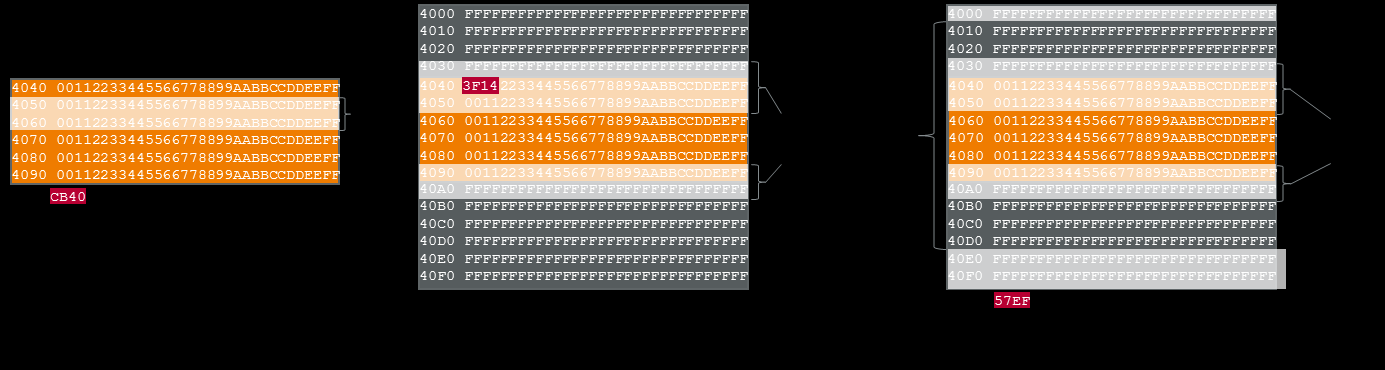 4040 00112233445566778899AABBCCDDEEFF
4050 00112233445566778899AABBCCDDEEFF
4060 00112233445566778899AABBCCDDEEFF
4070 00112233445566778899AABBCCDDEEFF
4080 00112233445566778899AABBCCDDEEFF
4090 00112233445566778899AABBCCDDEEFF
CB40
4000 FFFFFFFFFFFFFFFFFFFFFFFFFFFFFFFF
4010 FFFFFFFFFFFFFFFFFFFFFFFFFFFFFFFF
4020 FFFFFFFFFFFFFFFFFFFFFFFFFFFFFFFF
4030 FFFFFFFFFFFFFFFFFFFFFFFFFFFFFFFF
4040 3F142233445566778899AABBCCDDEEFF
4050 00112233445566778899AABBCCDDEEFF
4060 00112233445566778899AABBCCDDEEFF
4070 00112233445566778899AABBCCDDEEFF
4080 00112233445566778899AABBCCDDEEFF
4090 00112233445566778899AABBCCDDEEFF
40A0 FFFFFFFFFFFFFFFFFFFFFFFFFFFFFFFF
40B0 FFFFFFFFFFFFFFFFFFFFFFFFFFFFFFFF
40C0 FFFFFFFFFFFFFFFFFFFFFFFFFFFFFFFF
40D0 FFFFFFFFFFFFFFFFFFFFFFFFFFFFFFFF
40E0 FFFFFFFFFFFFFFFFFFFFFFFFFFFFFFFF
40F0 FFFFFFFFFFFFFFFFFFFFFFFFFFFFFFFF
4000 FFFFFFFFFFFFFFFFFFFFFFFFFFFFFFFF
4010 FFFFFFFFFFFFFFFFFFFFFFFFFFFFFFFF
4020 FFFFFFFFFFFFFFFFFFFFFFFFFFFFFFFF
4030 FFFFFFFFFFFFFFFFFFFFFFFFFFFFFFFF
4040 00112233445566778899AABBCCDDEEFF
4050 00112233445566778899AABBCCDDEEFF
4060 00112233445566778899AABBCCDDEEFF
4070 00112233445566778899AABBCCDDEEFF
4080 00112233445566778899AABBCCDDEEFF
4090 00112233445566778899AABBCCDDEEFF
40A0 FFFFFFFFFFFFFFFFFFFFFFFFFFFFFFFF
40B0 FFFFFFFFFFFFFFFFFFFFFFFFFFFFFFFF
40C0 FFFFFFFFFFFFFFFFFFFFFFFFFFFFFFFF
40D0 FFFFFFFFFFFFFFFFFFFFFFFFFFFFFFFF
40E0 FFFFFFFFFFFFFFFFFFFFFFFFFFFFFFFF
40F0 FFFFFFFFFFFFFFFFFFFFFFFFFFFFFFFF
57EF